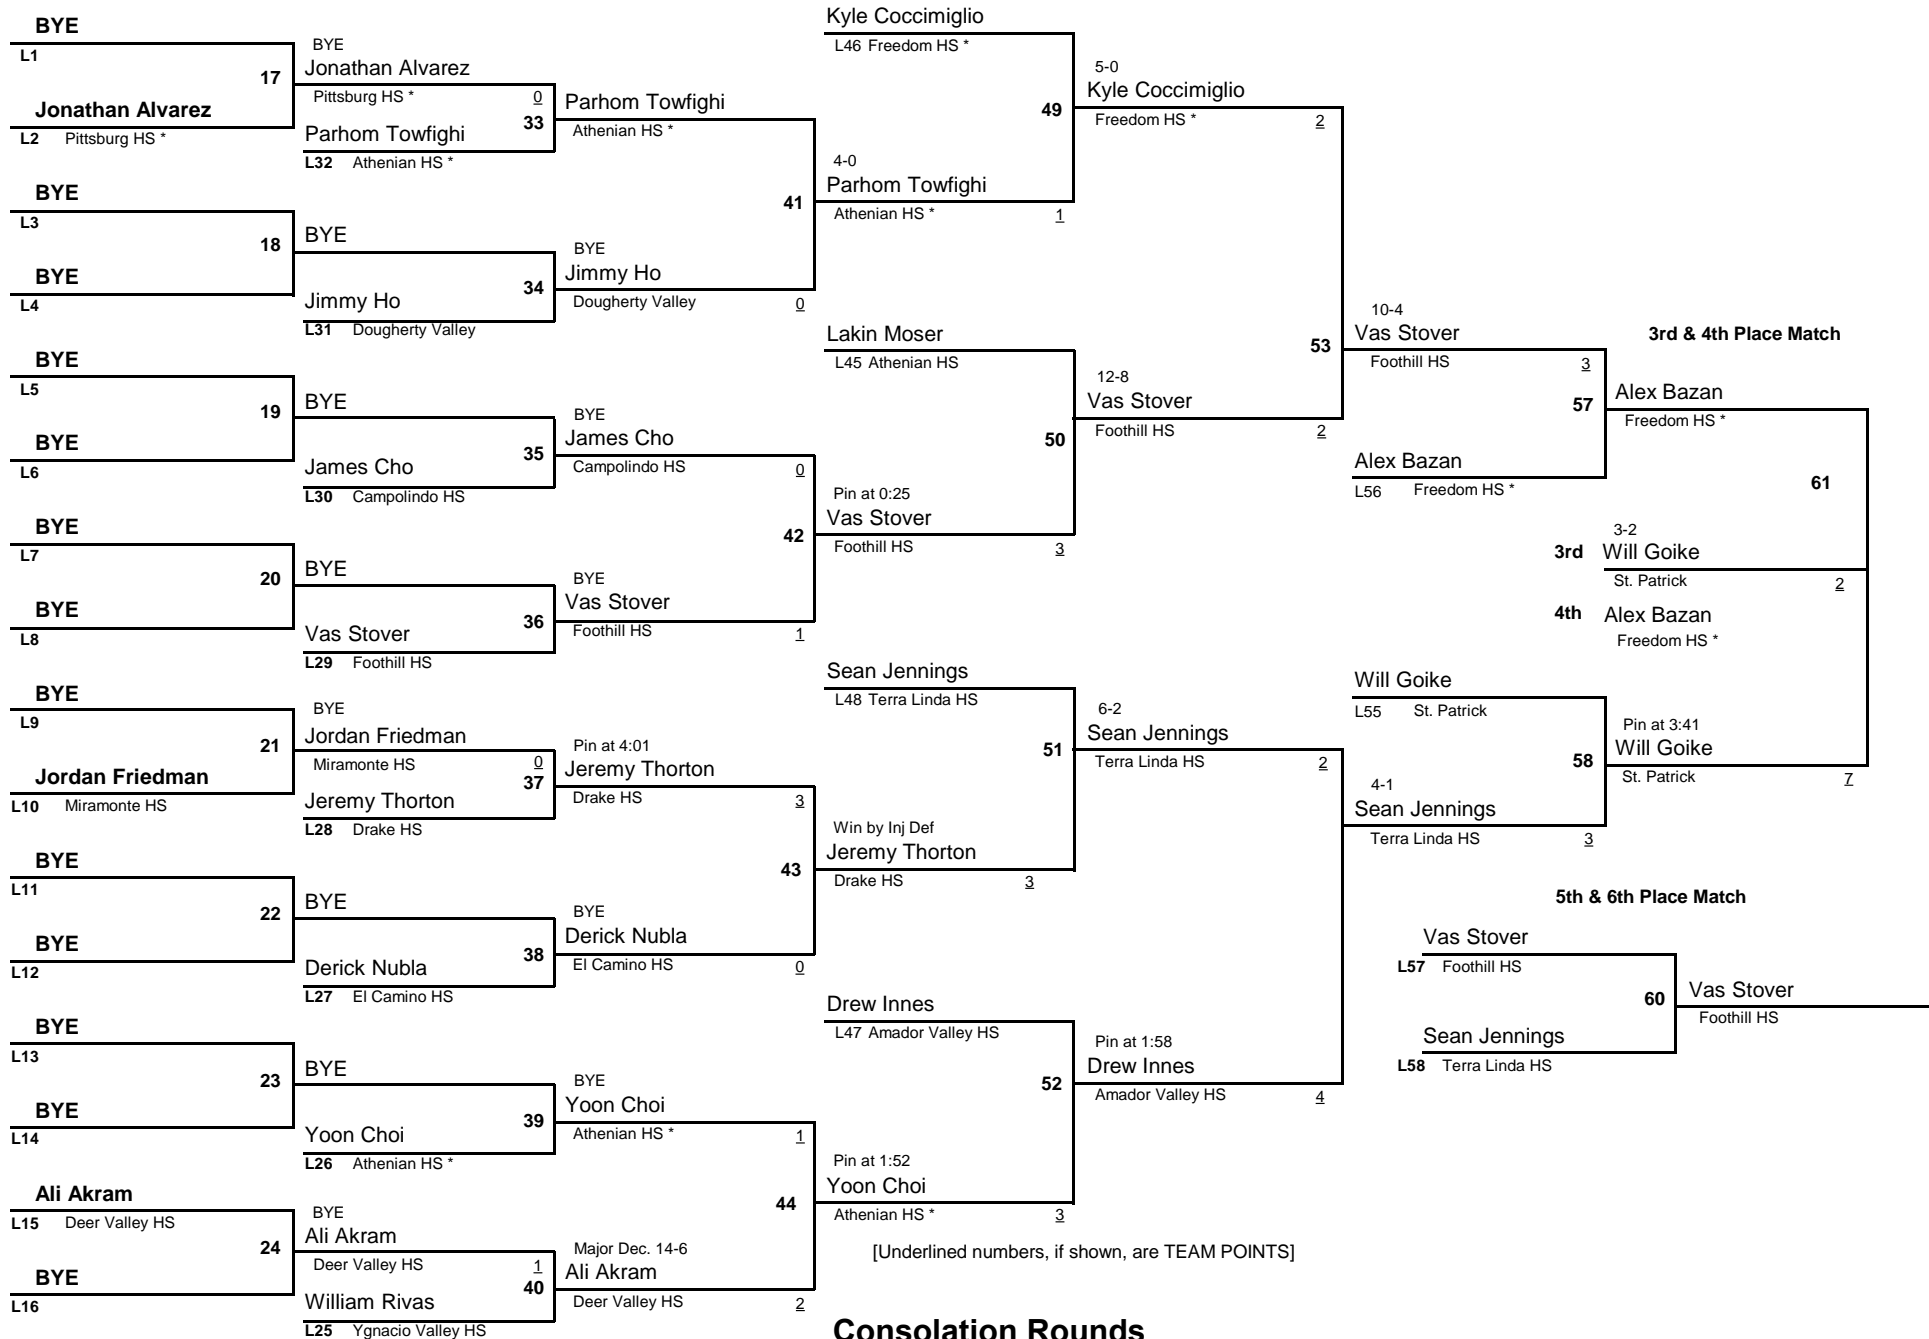 BYE
L1
17
Jonathan Alvarez
L2 Pittsburg HS *
BYE
L3
18
BYE
L4
BYE
L5
19
BYE
L6
BYE
L7
20
BYE
L8
BYE
L9
21
Jordan Friedman
L10 Miramonte HS
BYE
L11
22
BYE
L12
BYE
L13
23
BYE
L14
Ali Akram
L15 Deer Valley HS
24
BYE
L16
BYE
Jonathan Alvarez
Pittsburg HS * 0
33
Parhom Towfighi
L32 Athenian HS *
BYE
34
Jimmy Ho
L31 Dougherty Valley
BYE
35
James Cho
L30 Campolindo HS
BYE
36
Vas Stover
L29 Foothill HS
BYE
Jordan Friedman
Miramonte HS 0
37
Jeremy Thorton
L28 Drake HS
BYE
38
Derick Nubla
L27 El Camino HS
BYE
39
Yoon Choi
L26 Athenian HS *
BYE
Ali Akram
Deer Valley HS 1
40
William Rivas
L25 Ygnacio Valley HS
Parhom Towfighi
Athenian HS *
41
BYE
Jimmy Ho
Dougherty Valley 0
BYE
James Cho
Campolindo HS 0
42
BYE
Vas Stover
Foothill HS 1
Pin at 4:01
Jeremy Thorton
Drake HS 3
43
BYE
Derick Nubla
El Camino HS 0
BYE
Yoon Choi
Athenian HS * 1
44
Major Dec. 14-6
Ali Akram
Deer Valley HS 2
Kyle Coccimiglio
L46 Freedom HS *
49
4-0
Parhom Towfighi
Athenian HS * 1
Lakin Moser
L45 Athenian HS
50
Pin at 0:25
Vas Stover
Foothill HS 3
Sean Jennings
L48 Terra Linda HS
51
Win by Inj Def
Jeremy Thorton
Drake HS 3
Drew Innes
L47 Amador Valley HS
52
Pin at 1:52
Yoon Choi
Athenian HS * 3
5-0
Kyle Coccimiglio
Freedom HS * 2
53
12-8
Vas Stover
Foothill HS 2
6-2
Sean Jennings
Terra Linda HS 2
Pin at 1:58
Drew Innes
Amador Valley HS 4
10-4
Vas Stover
Foothill HS 3
57
Alex Bazan
L56 Freedom HS *
Will Goike
L55 St. Patrick
58
4-1
Sean Jennings
Terra Linda HS 3
3rd & 4th Place Match
Alex Bazan
Freedom HS *
61
3-2
3rd Will Goike
St. Patrick 2
4th Alex Bazan
Freedom HS *
Pin at 3:41
Will Goike
St. Patrick 7
5th & 6th Place Match
Vas Stover
L57 Foothill HS
60
Sean Jennings
L58 Terra Linda HS
Vas Stover
Foothill HS
[Underlined numbers, if shown, are TEAM POINTS]
Consolation Rounds